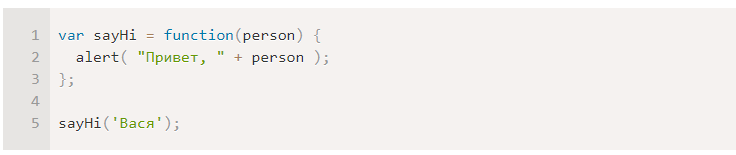 1 var sayHi = function(person) {
2   alert( "Привет, " + person );
3 };
4
5 sayHi('Вася');